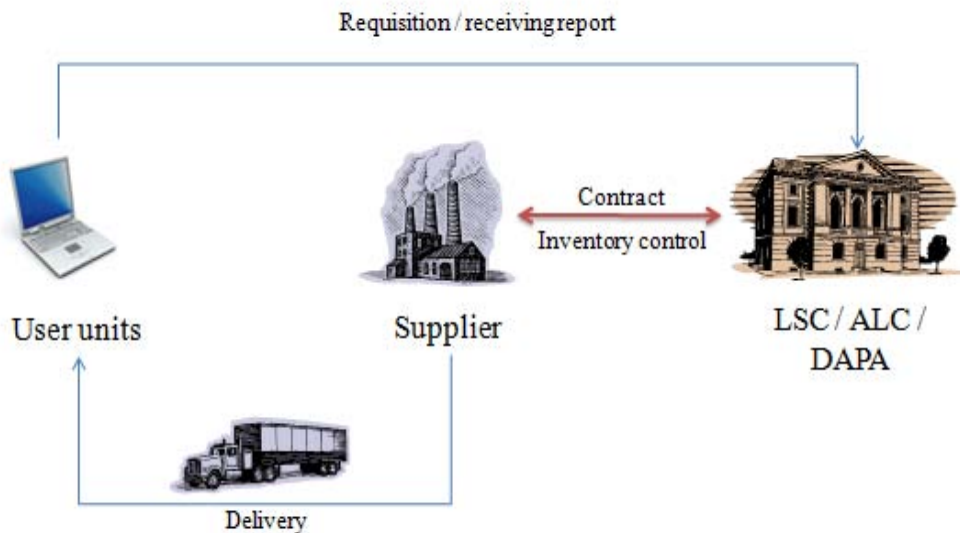 Requisition / receiving report
Contract
Inventory control
User units
Supplier
LSC / ALC /
DAPA
Delivery